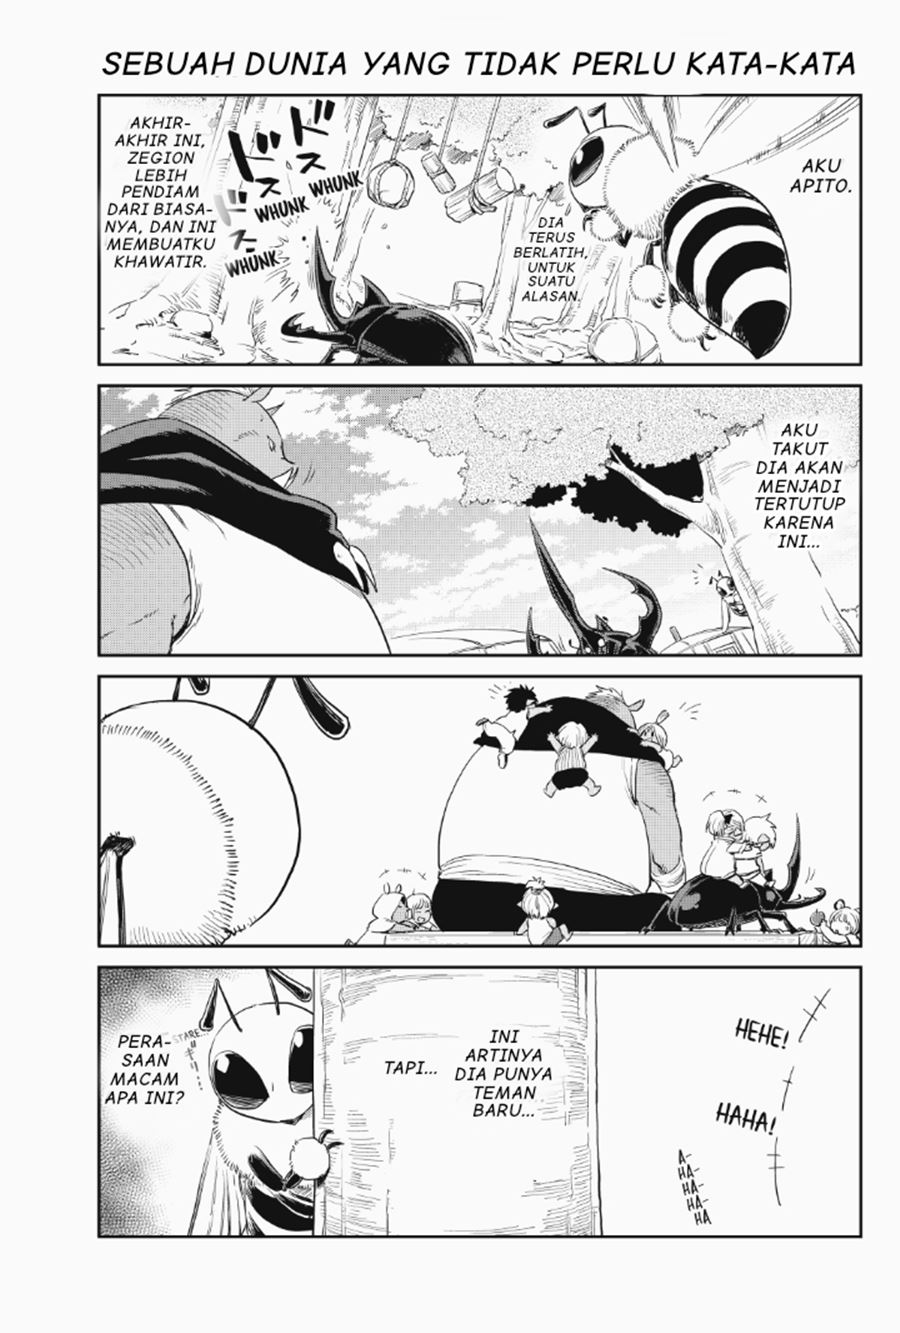 SEBUAH DUNIA YANG TIDAK PERLU KATA-KATA
AKU
APITO.
DIA
TERUS
BERLATIH,
UNTUK
SUATU
ALASAN.
ドドス
WHUNK
ドドス
WHUNK
ドス
WHUNK
AKHIR-
AKHIR INI,
ZEGION
LEBIH
PENDIAM
DARI BIASA-
NYA, DAN INI
MEMBUATKU
KHAWATIR.
AKU
TAKUT
DIA AKAN
MENJADI
TERTUTUP
KARENA
INI...
HEHE!
HAHA!
A-
HA-
HA-
HA-
HA
INI
ARTINYA
DIA PUNYA
TEMAN
BARU...
TAPI...
STARE...
PERA-
SAAN
MACAM
APA INI?